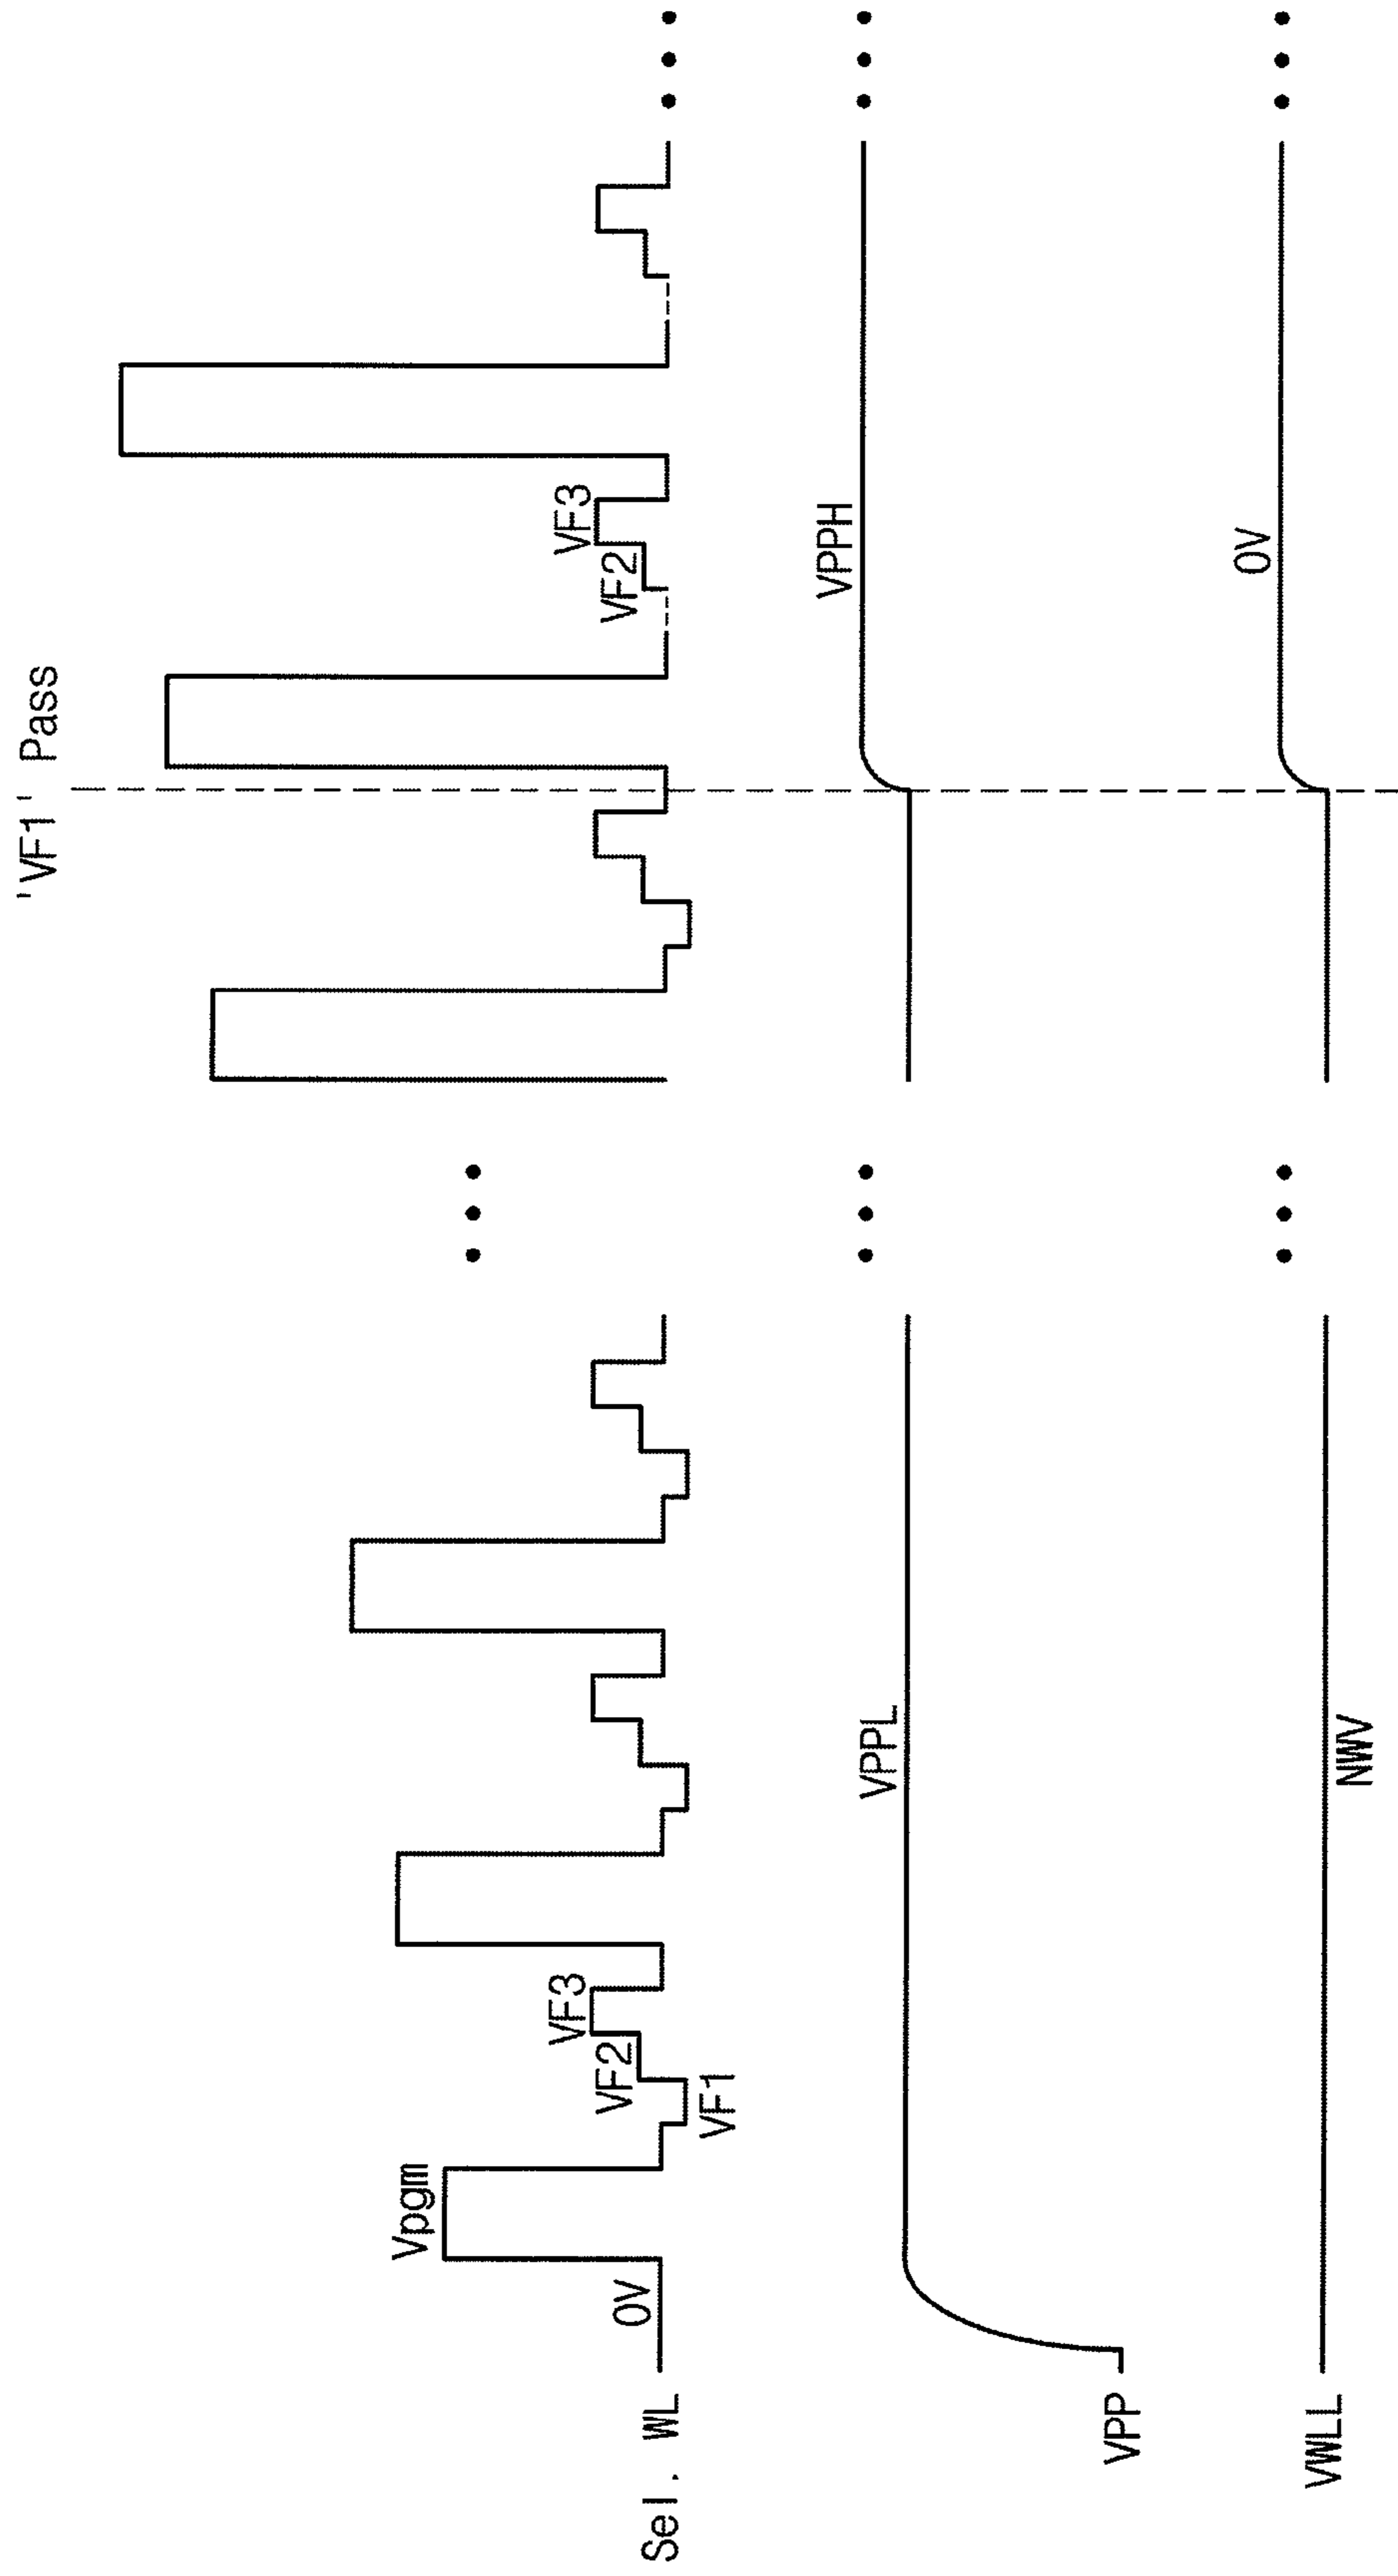 'VF1' Pass
Vpgm
0V
VF1
VF2
VF3
VF2
VF3
Sel. WL
VPPL
VPPH
VPP
0V
NWV
VWLL